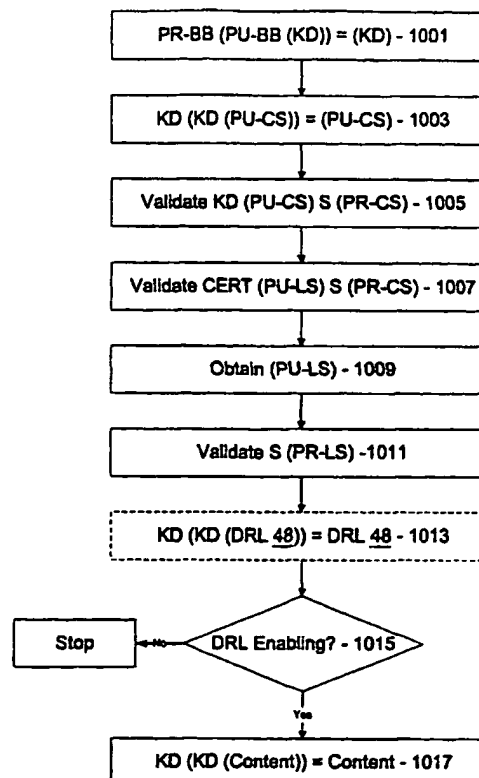 PR-BB (PU-BB (KD)) = (KD) - 1001
KD (KD (PU-CS)) = (PU-CS) - 1003
Validate KD (PU-CS) S (PR-CS) - 1005
Validate CERT (PU-LS) S (PR-CS) - 1007
Obtain (PU-LS) - 1009
Validate S (PR-LS) -1011
KD (KD (DRL 48)) = DRL 48 - 1013
DRL Enabling? - 1015
No
Stop
Yes
KD (KD (Content)) = Content - 1017